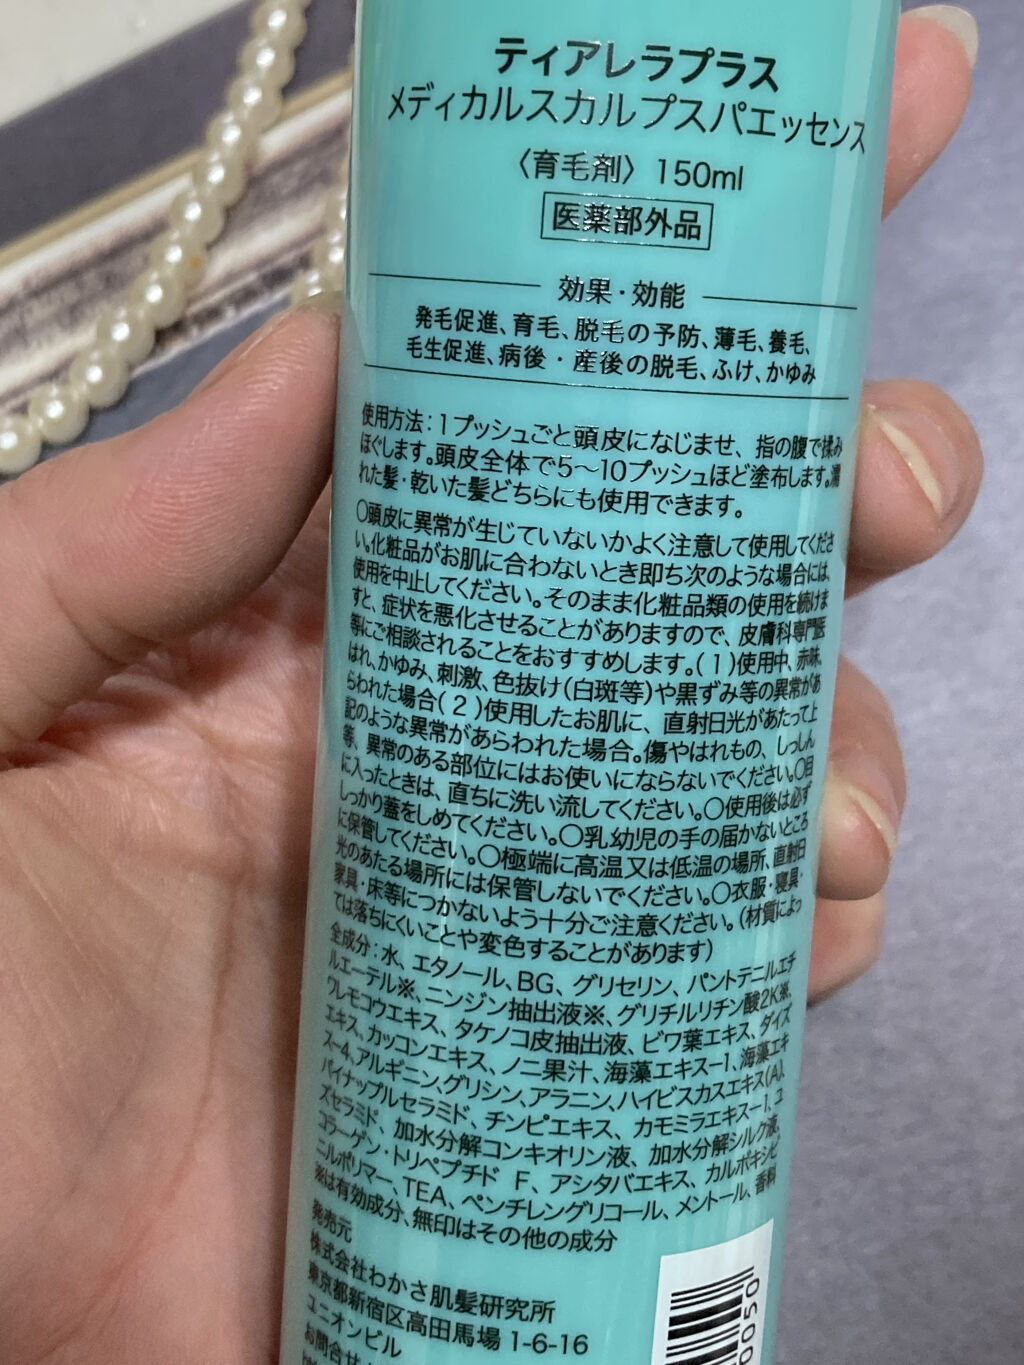 ティアレラプラス
メディカルスカルプスパエッセンス
〈育毛剤〉 150ml
医薬部外品
効果・効能
発毛促進、育毛、脱毛の予防、薄毛、養毛、
毛生促進、病後・産後の脱毛、ふけ、かゆみ
使用方法：1プッシュごと頭皮になじませ、指の腹で揉み
ほぐします。頭皮全体で5〜10プッシュほど塗布します。濡
れた髪・乾いた髪どちらにも使用できます。
〇頭皮に異常が生じていないかよく注意して使用してくださ
い。化粧品がお肌に合わないとき即ち次のような場合には、
使用を中止してください。そのまま化粧品類の使用を続けま
すと、症状を悪化させることがありますので、皮膚科専門医
等にご相談されることをおすすめします。(1)使用中、赤味、
はれ、かゆみ、刺激、色抜け(白斑等)や黒ずみ等の異常があ
らわれた場合(2)使用したお肌に、直射日光があたって上
記のような異常があらわれた場合。傷やはれもの、しっしん
等、異常のある部位にはお使いにならないでください。〇目
に入ったときは、直ちに洗い流してください。〇使用後は必ず
しっかり蓋をしめてください。〇乳幼児の手の届かないところ
に保管してください。〇極端に高温又は低温の場所、直射日
光のあたる場所には保管しないでください。〇衣服・寝具・
家具・床等につかないよう十分ご注意ください。(材質によっ
ては落ちにくいことや変色することがあります)
全成分：水、エタノール、BG、グリセリン、パントテニルエチ
ルエーテル※、ニンジン抽出液※、グリチルリチン酸2K※、
クレモコウエキス、タケノコ皮抽出液、ビワ葉エキス、ダイズ
エキス、カッコンエキス、ノニ果汁、海藻エキス-1、海藻エキ
ス-4、アルギニン、グリシン、アラニン、ハイビスカスエキス(A)、
パイナップルセラミド、チンピエキス、カモミラエキス-1、ユ
ズセラミド、加水分解コンキオリン液、加水分解シルク液、
コラーゲン・トリペプチド F、アシタバエキス、カルボキシビ
ニルポリマー、TEA、ペンチレングリコール、メントール、香料
※は有効成分、無印はその他の成分
発売元
株式会社わかさ肌髪研究所
東京都新宿区高田馬場1-6-16
ユニオンビル
お問合せ
0050